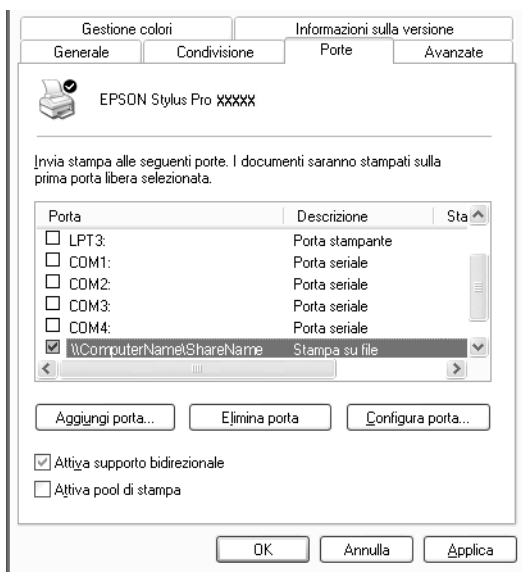 Gestione colori Informazioni sulla versione
Generale Condivisione Porte Avanzate
EPSON Stylus Pro XXXXX
Invia stampa alle seguenti porte. I documenti saranno stampati sulla
prima porta libera selezionata.
Porta Descrizione Sta
LPT3: Porta stampante
COM1: Porta seriale
COM2: Porta seriale
COM3: Porta seriale
COM4: Porta seriale
\\ComputerName\ShareName Stampa su file
Aggiungi porta... Elimina porta Configura porta...
Attiva supporto bidirezionale
Attiva pool di stampa
OK Annulla Applica